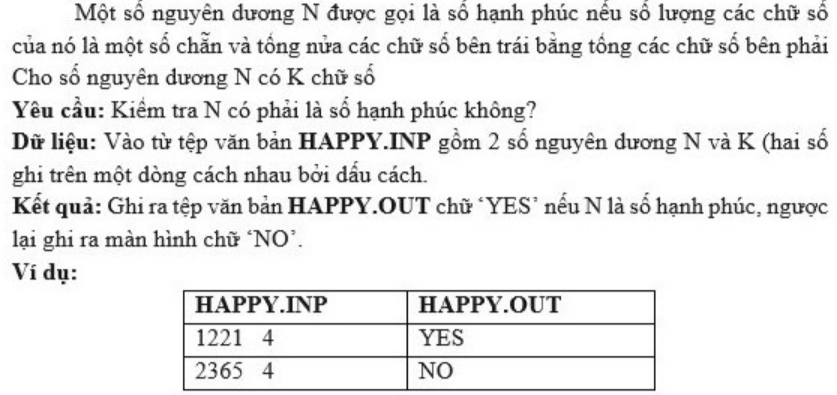 Một số nguyên dương N được gọi là số hạnh phúc nếu số lượng các chữ số
của nó là một số chẵn và tổng nửa các chữ số bên trái bằng tổng các chữ số bên phải
Cho số nguyên dương N có K chữ số
Yêu cầu: Kiểm tra N có phải là số hạnh phúc không?
Dữ liệu: Vào từ tệp văn bản HAPPY.INP gồm 2 số nguyên dương N và K (hai số
ghi trên một dòng cách nhau bởi dấu cách.
Kết quả: Ghi ra tệp văn bản HAPPY.OUT chữ ‘YES’ nếu N là số hạnh phúc, ngược
lại ghi ra màn hình chữ ‘NO’.
Ví dụ:
HAPPY.INP HAPPY.OUT
1221 4 YES
2365 4 NO